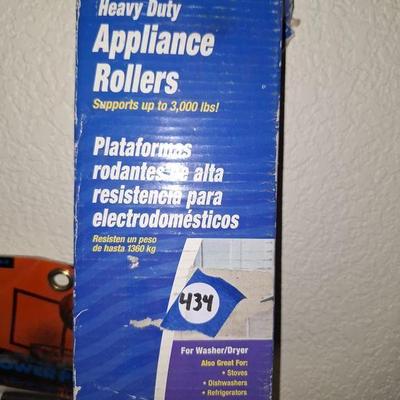 Heavy Duty
Appliance
Rollers
Supports up to 3,000 lbs!
Plataformas
rodantes de alta
resistencia para
electrodomésticos
Resisten un peso
de hasta 1360 kg
434
For Washer/Dryer
Also Great For:
• Stoves
• Dishwashers
• Refrigerators